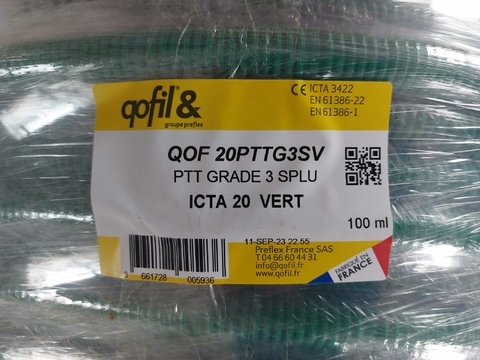 qofil&
groupe preflex
CE ICTA 3422
EN 61386-22
EN 61386-1
QOF 20PTTG3SV
PTT GRADE 3 SPLU
ICTA 20 VERT
100 ml
11-SEP-23 22.55
Preflex France SAS
T 04 66 60 44 31
info@qofil.fr
www.qofil.fr
3 661728 005936
FABRIQUÉ EN
FRANCE